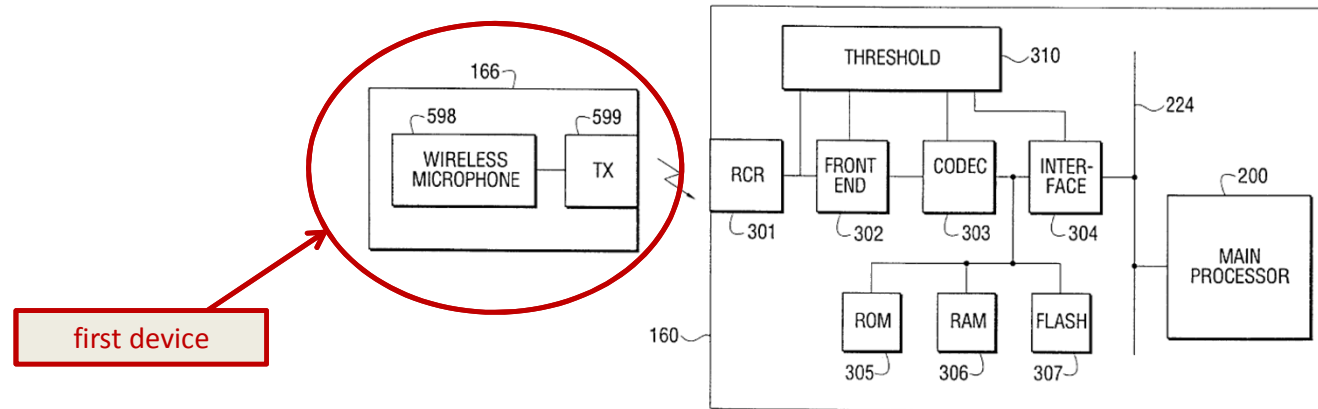 166
598
599
WIRELESS
MICROPHONE
TX
first device
THRESHOLD
310
224
RCR
FRONT
END
CODEC
INTER-
FACE
301
302
303
304
200
MAIN
PROCESSOR
ROM
RAM
FLASH
160
305
306
307